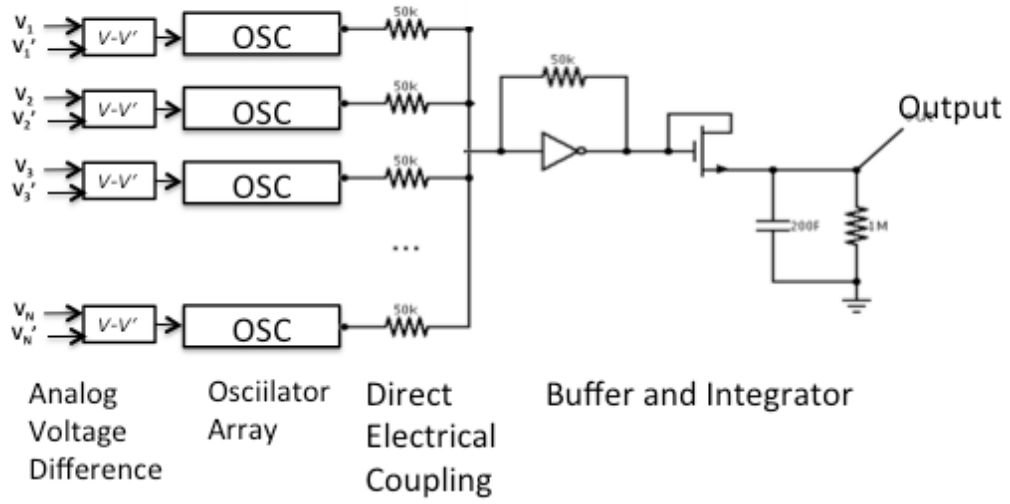 V1
V1'
V-V'
OSC
50k
V2
V2'
V-V'
OSC
50k
V3
V3'
V-V'
OSC
50k
...
VN
VN'
V-V'
OSC
50k
50k
Output
200F
1M
Analog
Voltage
Difference
Osciilator
Array
Direct
Electrical
Coupling
Buffer and Integrator